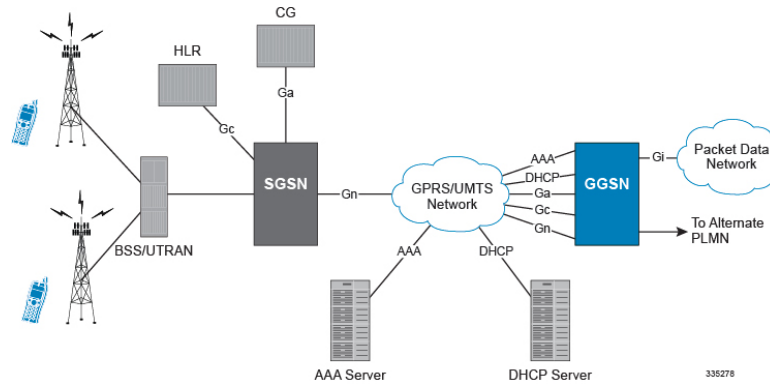 CG
HLR
Ga
Gc
SGSN
Gn
BSS/UTRAN
GPRS/UMTS
Network
AAA
DHCP
Ga
Gc
Gn
GGSN
Gi
Packet Data
Network
To Alternate
PLMN
AAA
DHCP
AAA Server
DHCP Server
335278